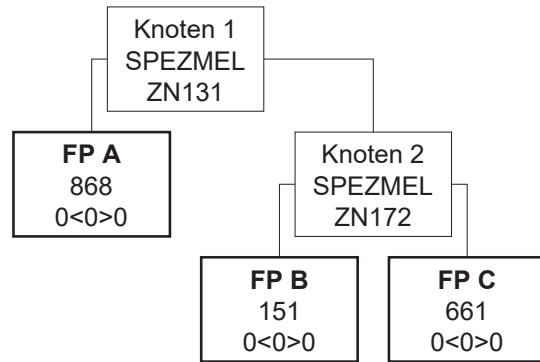 Knoten 1
SPEZMEL
ZN131
FP A
868
0<0>0
Knoten 2
SPEZMEL
ZN172
FP B
151
0<0>0
FP C
661
0<0>0